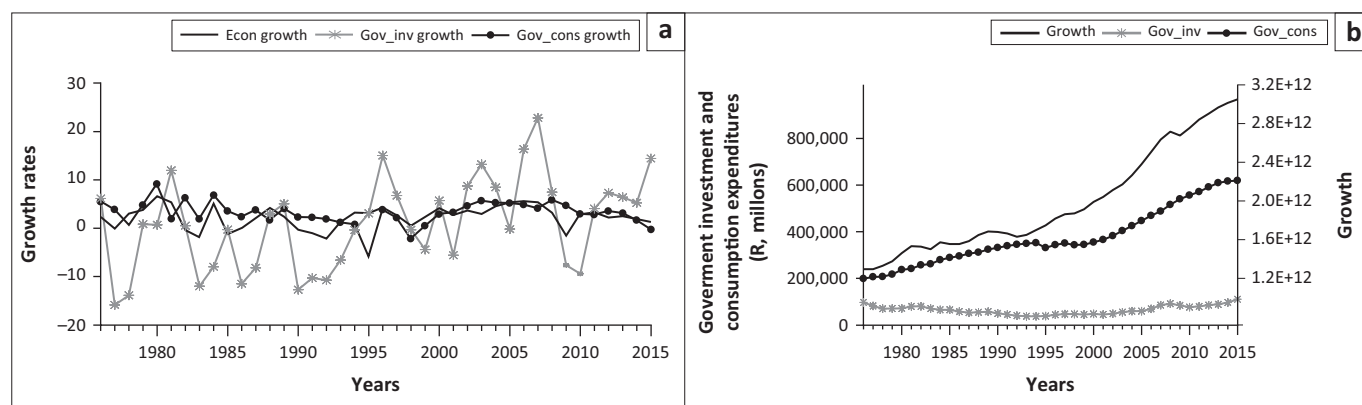 Econ growth Gov_inv growth Gov_cons growth
a
Growth rates
30
20
10
0
–10
–20
1980 1985 1990 1995 2000 2005 2010 2015
Years
Growth Gov_inv Gov_cons
b
Goverment investment and
consumption expenditures
(R, millons)
800,000
600,000
400,000
200,000
0
3.2E+12
2.8E+12
2.4E+12
2.0E+12
1.6E+12
1.2E+12
Growth
1980 1985 1990 1995 2000 2005 2010 2015
Years